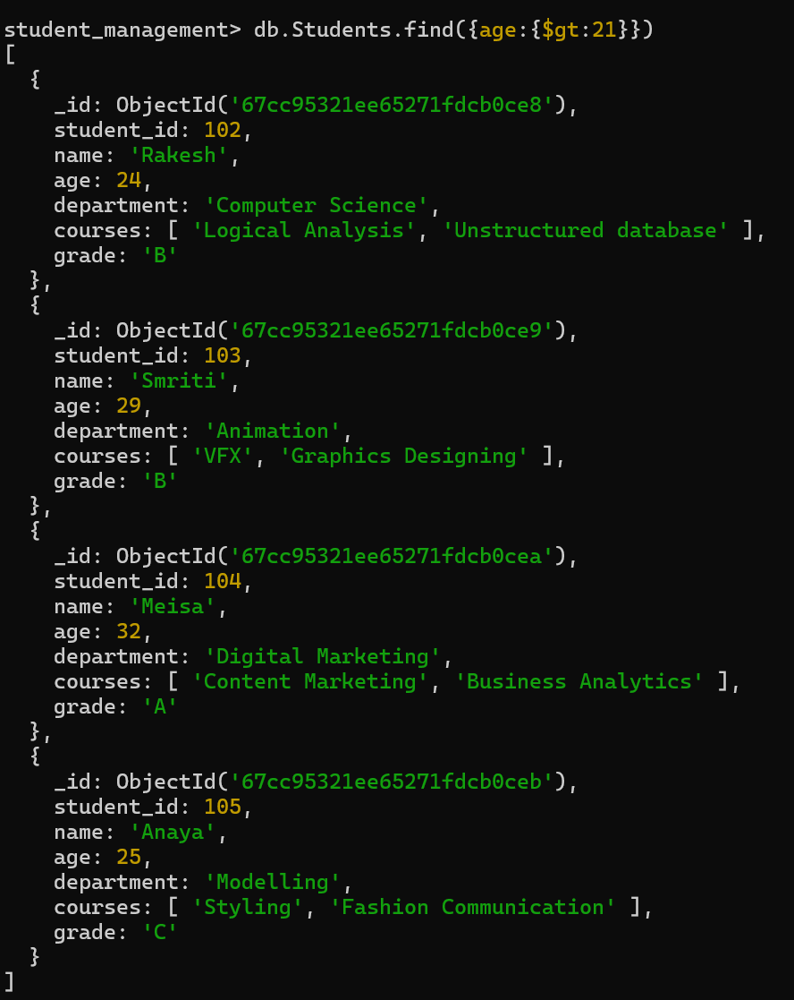 student_management> db.Students.find({age:{$gt:21}})
[
  {
    _id: ObjectId('67cc95321ee65271fdcb0ce8'),
    student_id: 102,
    name: 'Rakesh',
    age: 24,
    department: 'Computer Science',
    courses: [ 'Logical Analysis', 'Unstructured database' ],
    grade: 'B'
  },
  {
    _id: ObjectId('67cc95321ee65271fdcb0ce9'),
    student_id: 103,
    name: 'Smriti',
    age: 29,
    department: 'Animation',
    courses: [ 'VFX', 'Graphics Designing' ],
    grade: 'B'
  },
  {
    _id: ObjectId('67cc95321ee65271fdcb0cea'),
    student_id: 104,
    name: 'Meisa',
    age: 32,
    department: 'Digital Marketing',
    courses: [ 'Content Marketing', 'Business Analytics' ],
    grade: 'A'
  },
  {
    _id: ObjectId('67cc95321ee65271fdcb0ceb'),
    student_id: 105,
    name: 'Anaya',
    age: 25,
    department: 'Modelling',
    courses: [ 'Styling', 'Fashion Communication' ],
    grade: 'C'
  }
]